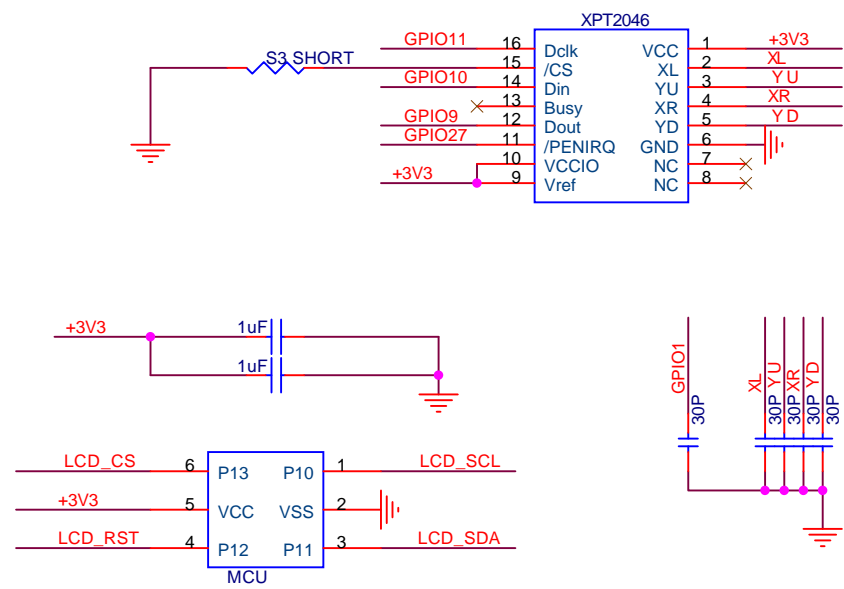 XPT2046
GPIO11 16 Dclk VCC 1 +3V3
S3 SHORT 15 /CS XL 2 XL
GPIO10 14 Din YU 3 YU
13 Busy XR 4 XR
GPIO9 12 Dout YD 5 YD
GPIO27 11 /PENIRQ GND 6
10 VCCIO NC 7
+3V3 9 Vref NC 8
+3V3 1uF
1uF
GPIO1 XL YU XR YD
30P 30P 30P 30P 30P
LCD_CS 6 P13 P10 1 LCD_SCL
+3V3 5 VCC VSS 2
LCD_RST 4 P12 P11 3 LCD_SDA
MCU